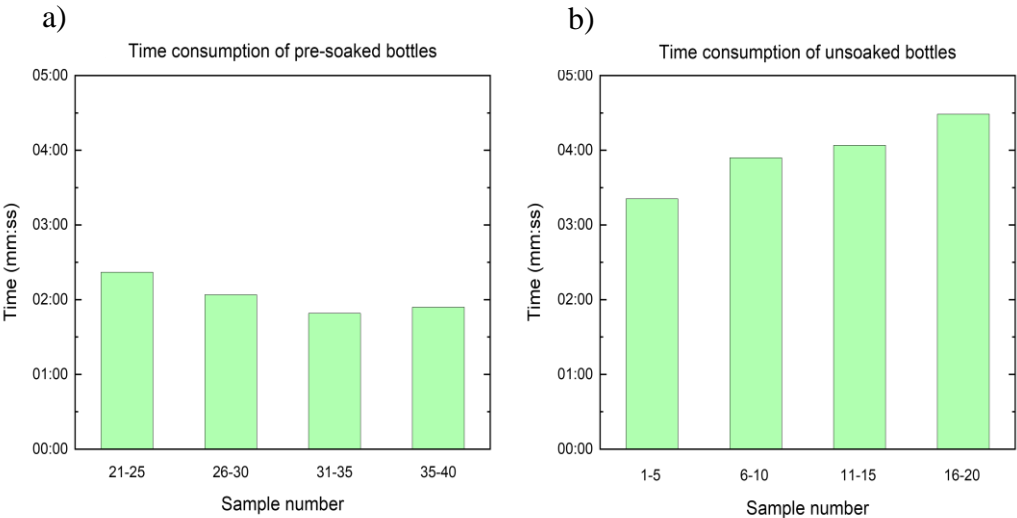 a)
Time consumption of pre-soaked bottles
05:00
04:00
03:00
02:00
01:00
00:00
Time (mm:ss)
21-25 26-30 31-35 35-40
Sample number
b)
Time consumption of unsoaked bottles
05:00
04:00
03:00
02:00
01:00
00:00
Time (mm:ss)
1-5 6-10 11-15 16-20
Sample number